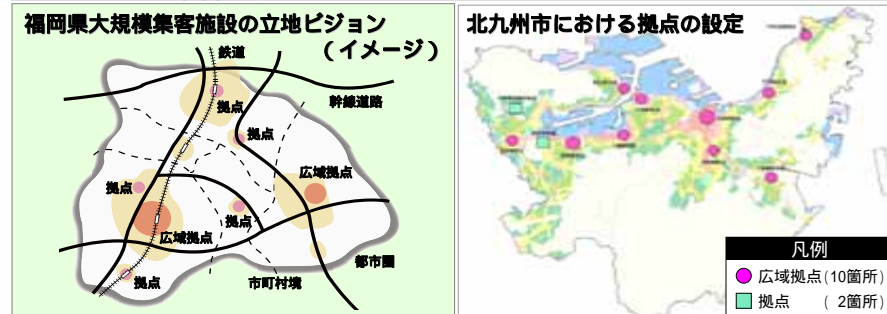 福岡県大規模集客施設の立地ビジョン
（イメージ）
鉄道
幹線道路
拠点
拠点
広域拠点
拠点
拠点
広域拠点
都市圏
拠点
市町村境
北九州市における拠点の設定
凡例
広域拠点(10箇所)
拠点 ( 2箇所)